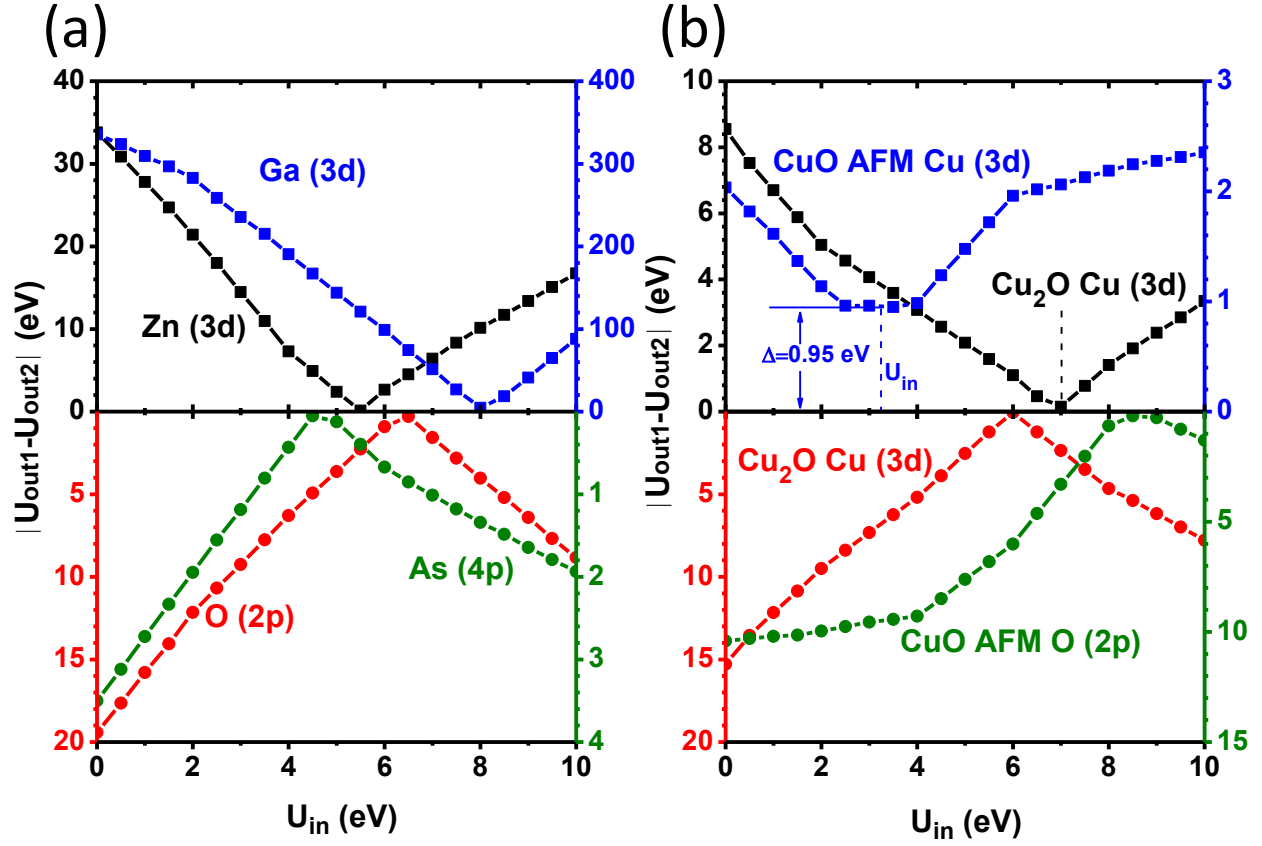 (a)
(b)
40
30
20
10
0
400
300
200
100
0
Ga (3d)
Zn (3d)
|Uout1-Uout2| (eV)
5
10
15
20
1
2
3
4
As (4p)
O (2p)
0 2 4 6 8 10
U_in (eV)
10
8
6
4
2
0
3
2
1
0
CuO AFM Cu (3d)
Cu₂O Cu (3d)
Δ=0.95 eV
U_in
|Uout1-Uout2| (eV)
Cu₂O Cu (3d)
CuO AFM O (2p)
5
10
15
20
5
10
15
0 2 4 6 8 10
U_in (eV)